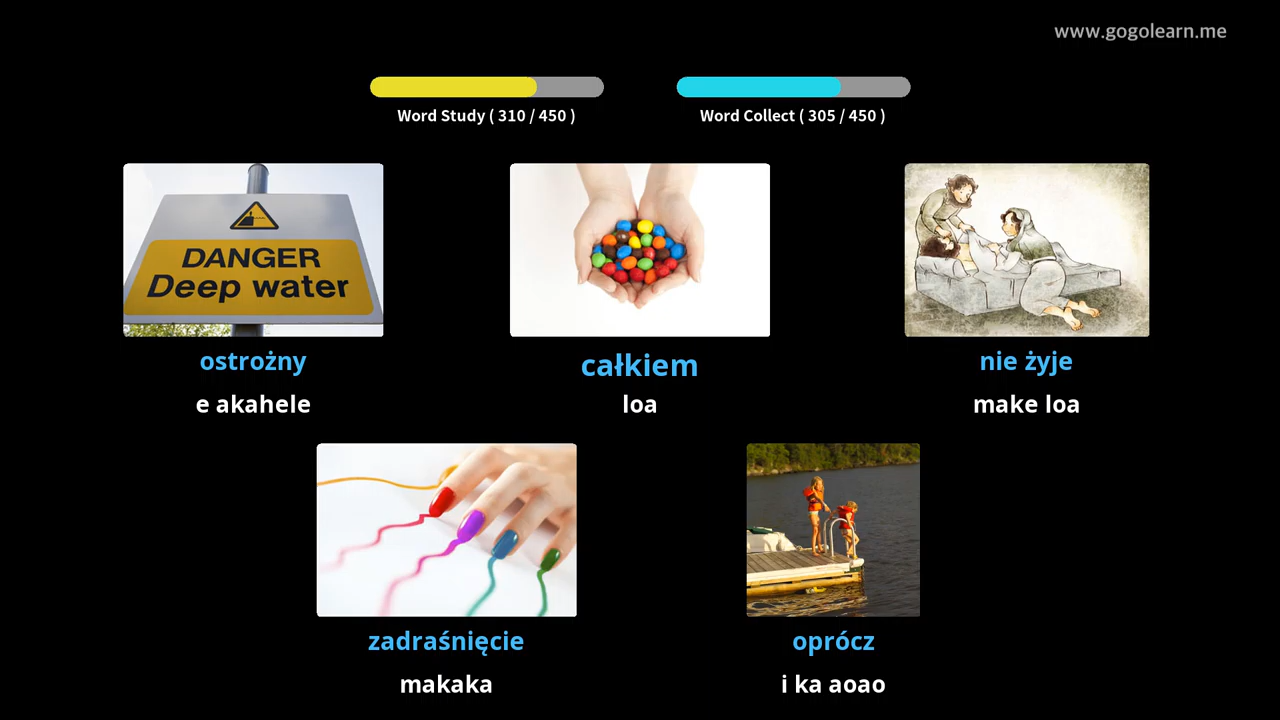 www.gogolearn.me
Word Study ( 310 / 450 )
Word Collect ( 305 / 450 )
DANGER
Deep water
ostrożny
e akahele
całkiem
loa
nie żyje
make loa
zadraśnięcie
makaka
oprócz
i ka aoao